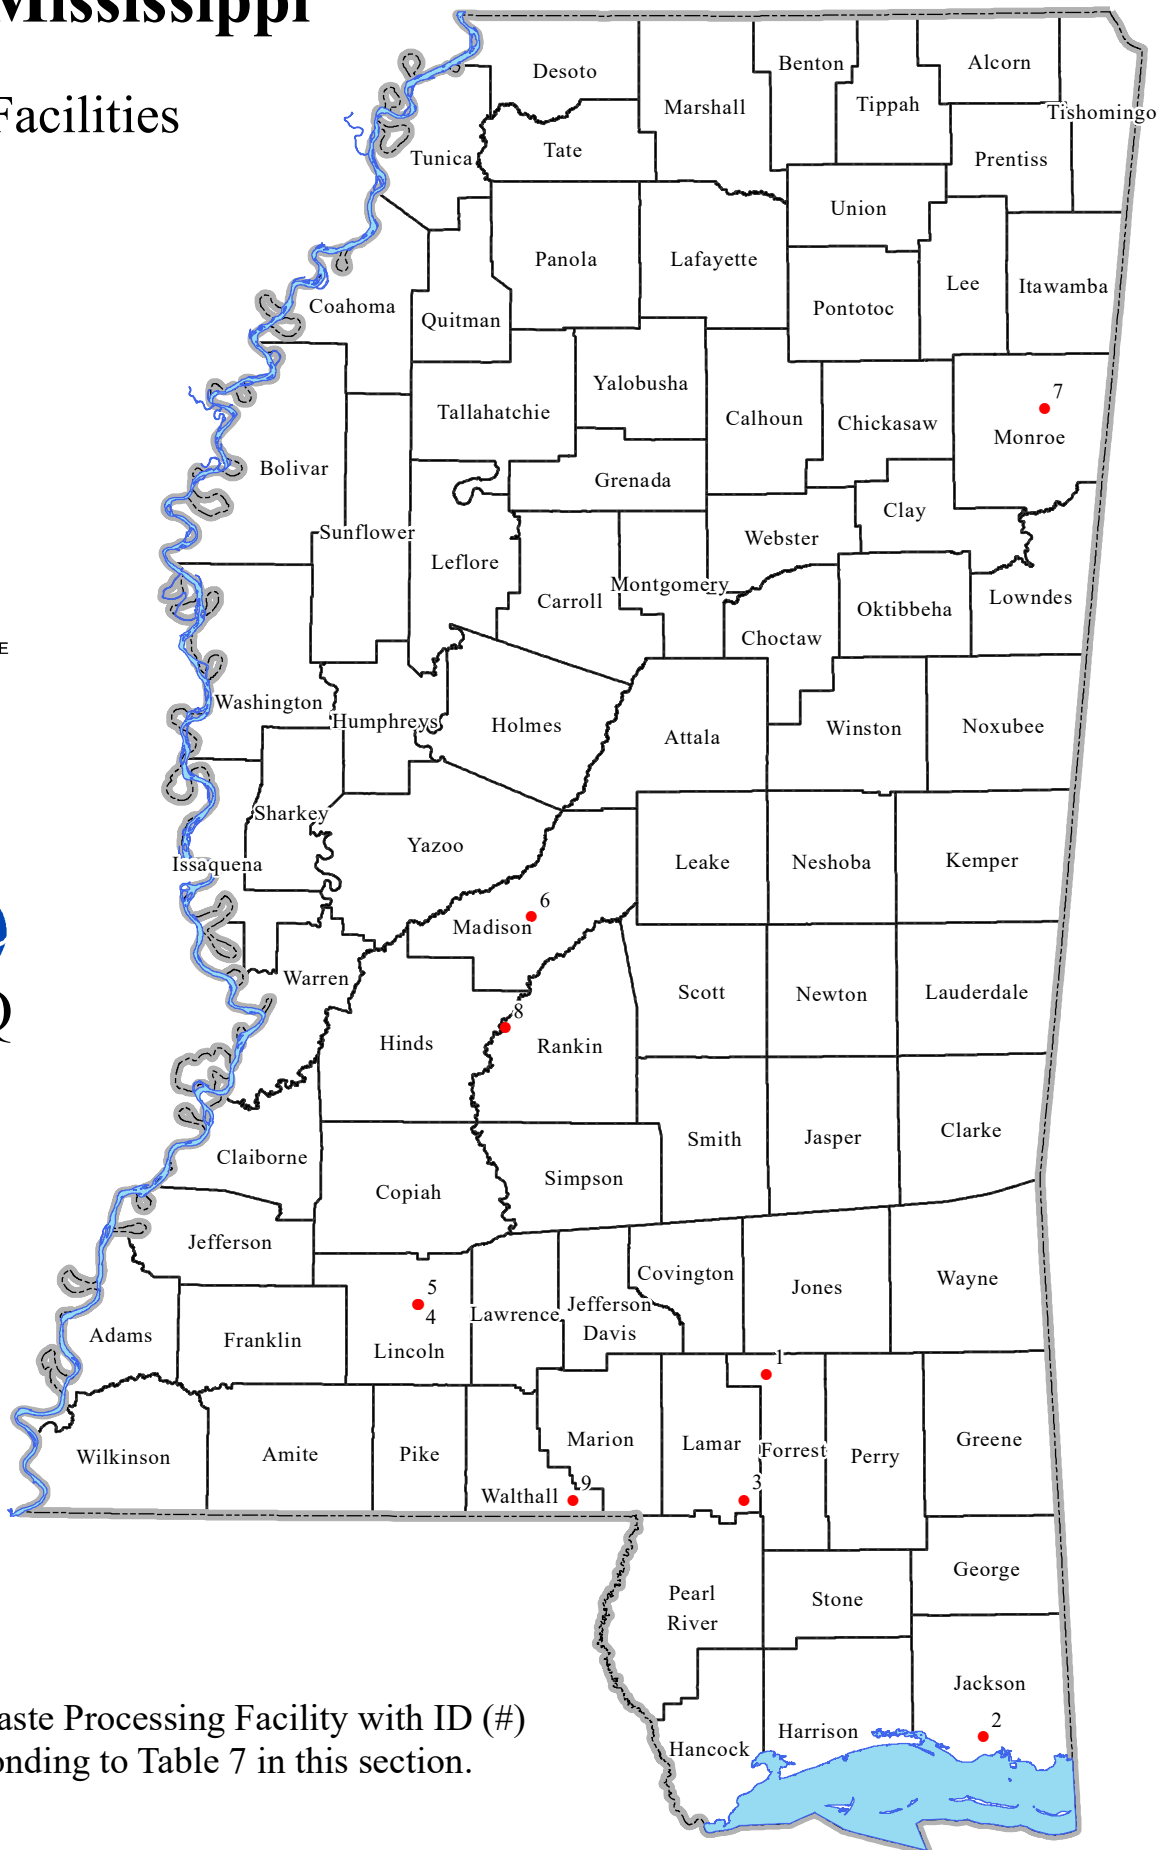 Mississippi
Facilities
Desoto
Benton
Alcorn
Marshall
Tippah
Tishomingo
Tunica
Tate
Prentiss
Union
Panola
Lafayette
Lee
Itawamba
Coahoma
Quitman
Pontotoc
Yalobusha
7
Tallahatchie
Calhoun
Chickasaw
Monroe
Bolivar
Grenada
Clay
Sunflower
Webster
Leflore
Montgomery
Carroll
Lowndes
Oktibbeha
Choctaw
E
Washington
Humphreys
Holmes
Attala
Winston
Noxubee
Sharkey
Yazoo
Issaquena
Leake
Neshoba
Kemper
6
Madison
Warren
Scott
Newton
Lauderdale
Q
8
Hinds
Rankin
Smith
Jasper
Clarke
Claiborne
Copiah
Simpson
Jefferson
Covington
Jones
Wayne
5
4
Lawrence
Jefferson
Davis
Adams
Franklin
Lincoln
1
Wilkinson
Amite
Pike
Marion
Lamar
Forrest
Perry
Greene
Walthall
9
3
George
Pearl
River
Stone
Jackson
2
Harrison
Hancock
aste Processing Facility with ID (#)
onding to Table 7 in this section.